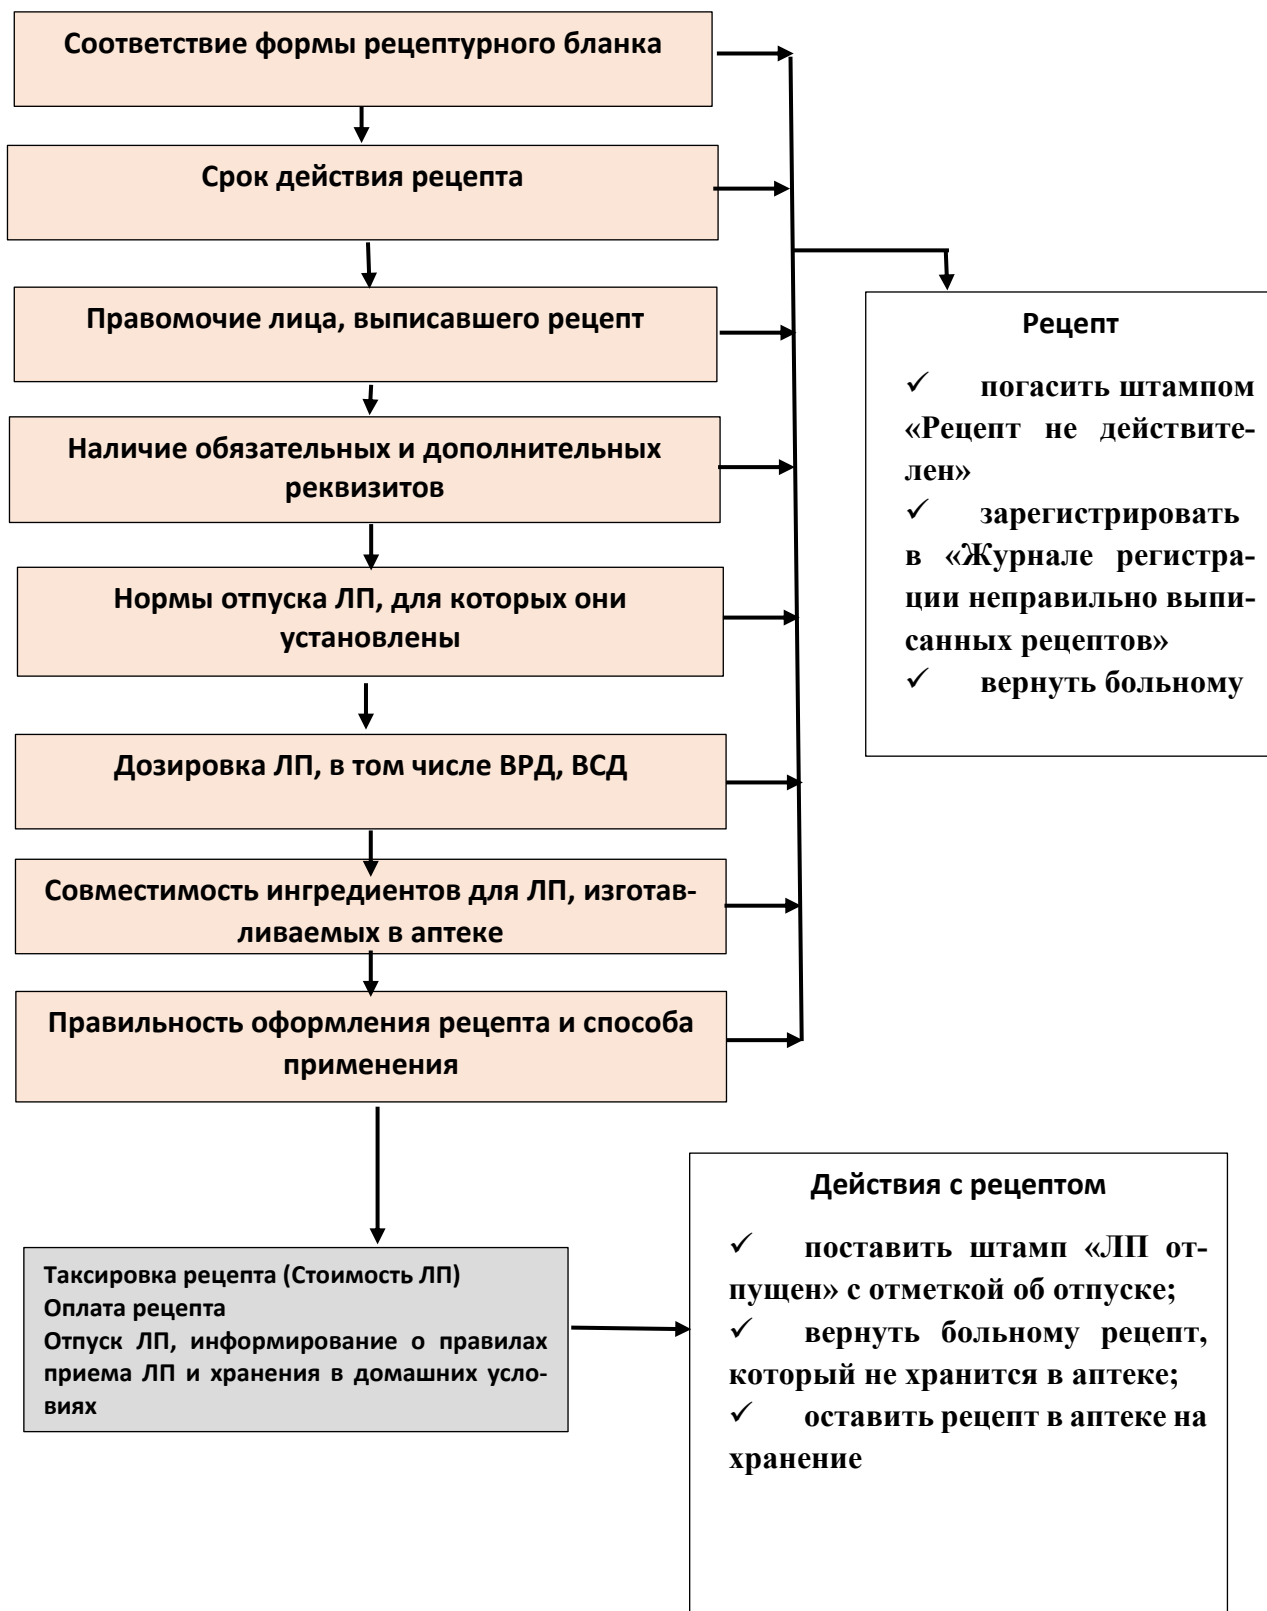 Соответствие формы рецептурного бланка
Срок действия рецепта
Правомочие лица, выписавшего рецепт
Наличие обязательных и дополнительных
реквизитов
Нормы отпуска ЛП, для которых они
установлены
Дозировка ЛП, в том числе ВРД, ВСД
Совместимость ингредиентов для ЛП, изготав-
ливаемых в аптеке
Правильность оформления рецепта и способа
применения
Рецепт
✓ погасить штампом
«Рецепт не действите-
лен»
✓ зарегистрировать
в «Журнале регистра-
ции неправильно выпи-
санных рецептов»
✓ вернуть больному
Таксировка рецепта (Стоимость ЛП)
Оплата рецепта
Отпуск ЛП, информирование о правилах
приема ЛП и хранения в домашних усло-
виях
Действия с рецептом
✓ поставить штамп «ЛП от-
пущен» с отметкой об отпуске;
✓ вернуть больному рецепт,
который не хранится в аптеке;
✓ оставить рецепт в аптеке на
хранение